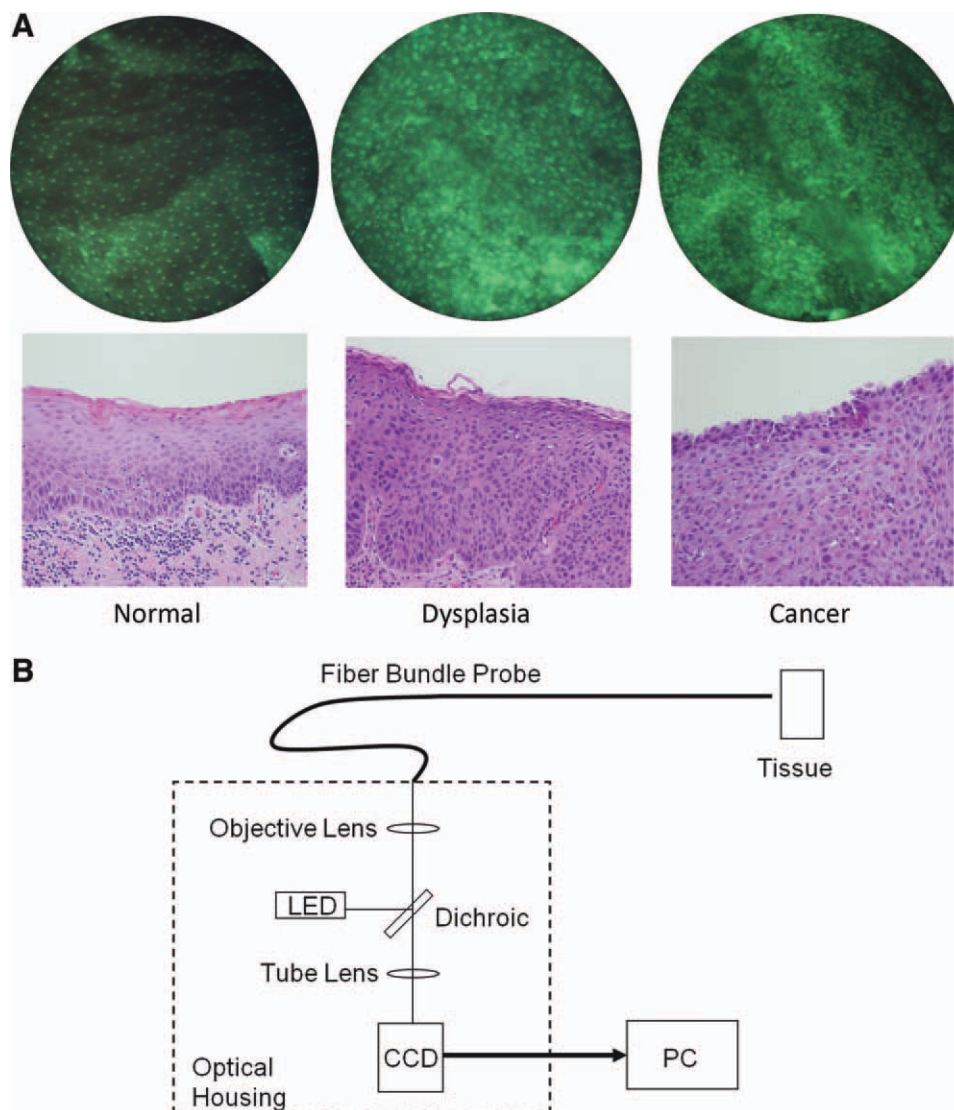 A
Normal
Dysplasia
Cancer
B
Fiber Bundle Probe
Tissue
Objective Lens
LED
Dichroic
Tube Lens
CCD
PC
Optical
Housing